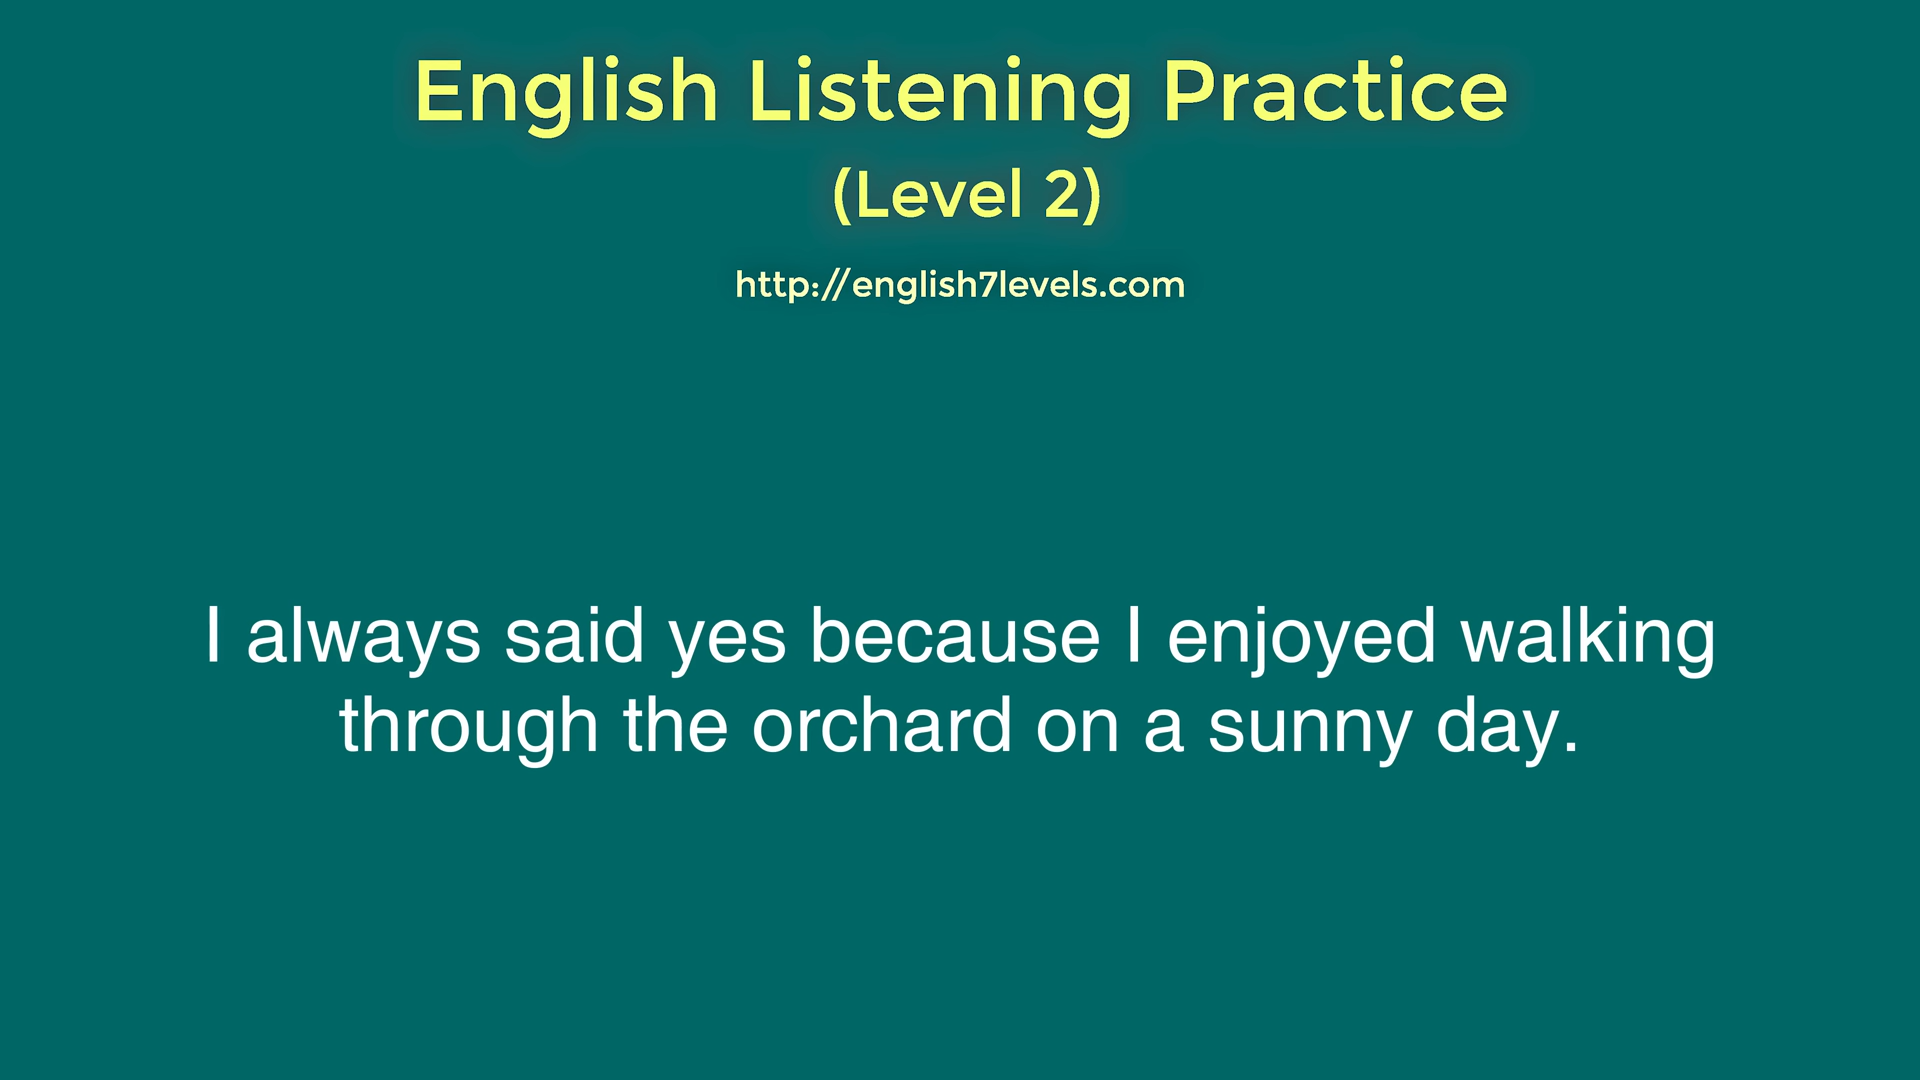 English Listening Practice
(Level 2)
http://english7levels.com
I always said yes because I enjoyed walking
through the orchard on a sunny day.